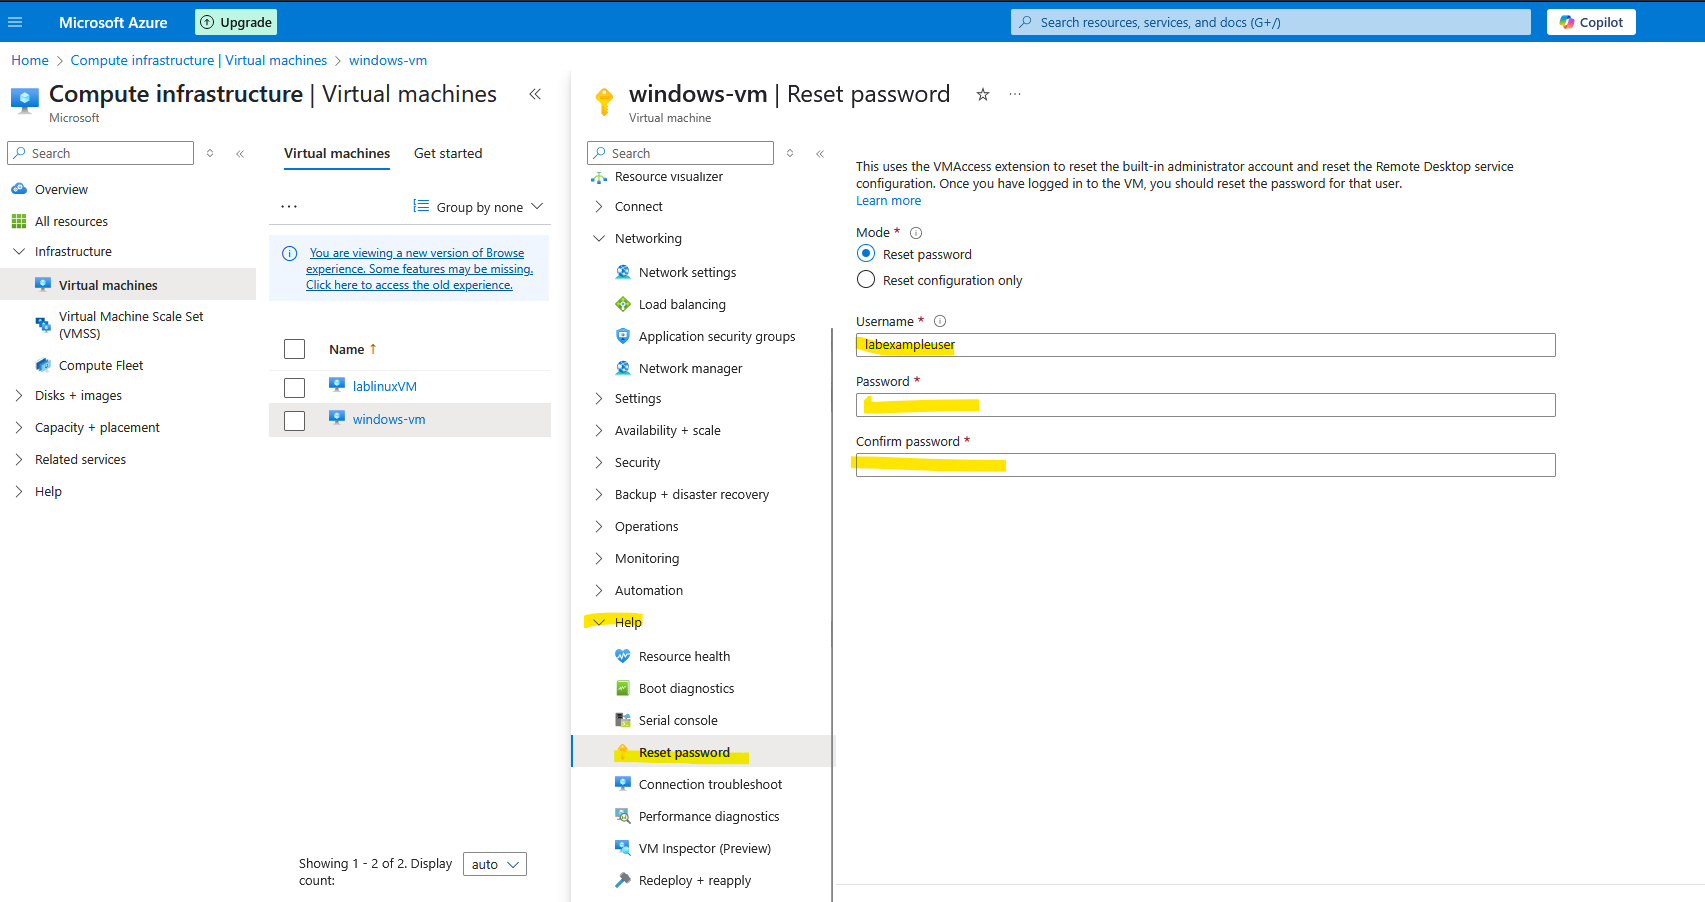 Microsoft Azure
Upgrade
Search resources, services, and docs (G+/)
Copilot
Home > Compute infrastructure | Virtual machines > windows-vm
Compute infrastructure | Virtual machines
Microsoft
Search
Overview
All resources
Infrastructure
Virtual machines
Virtual Machine Scale Set
(VMSS)
Compute Fleet
Disks + images
Capacity + placement
Related services
Help
Virtual machines
Get started
Group by none
You are viewing a new version of Browse
experience. Some features may be missing.
Click here to access the old experience.
Name ↑
lablinuxVM
windows-vm
Showing 1 - 2 of 2. Display
count:
auto
windows-vm | Reset password
Virtual machine
Search
Resource visualizer
Connect
Networking
Network settings
Load balancing
Application security groups
Network manager
Settings
Availability + scale
Security
Backup + disaster recovery
Operations
Monitoring
Automation
Help
Resource health
Boot diagnostics
Serial console
Reset password
Connection troubleshoot
Performance diagnostics
VM Inspector (Preview)
Redeploy + reapply
This uses the VMAccess extension to reset the built-in administrator account and reset the Remote Desktop service
configuration. Once you have logged in to the VM, you should reset the password for that user.
Learn more
Mode *
Reset password
Reset configuration only
Username *
labexampleuser
Password *
Confirm password *